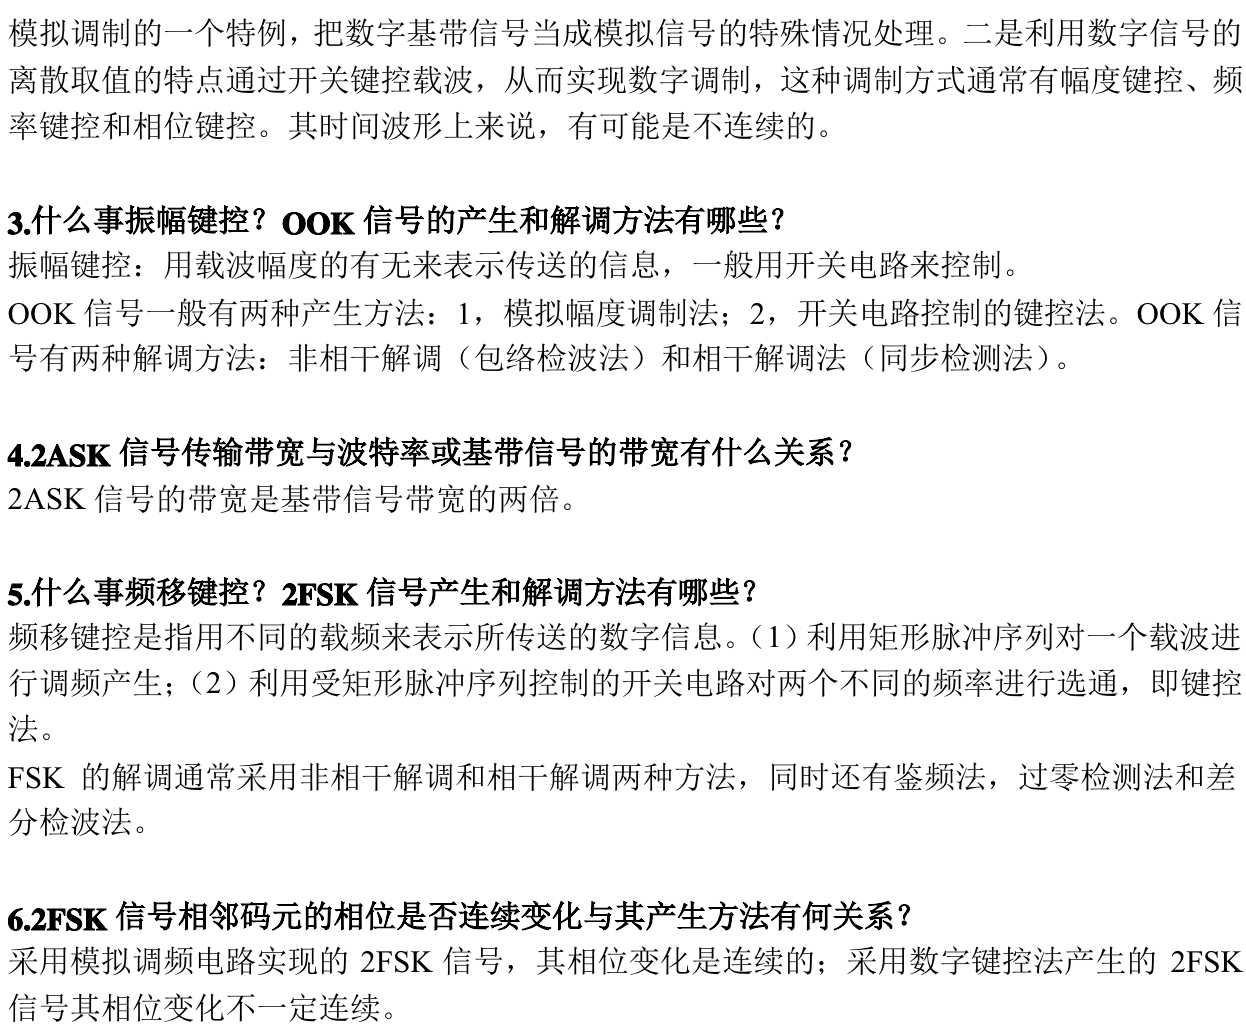 模拟调制的一个特例，把数字基带信号当成模拟信号的特殊情况处理。二是利用数字信号的
离散取值的特点通过开关键控载波，从而实现数字调制，这种调制方式通常有幅度键控、频
率键控和相位键控。其时间波形上来说，有可能是不连续的。
3.什么事振幅键控？OOK 信号的产生和解调方法有哪些？
振幅键控：用载波幅度的有无来表示传送的信息，一般用开关电路来控制。
OOK 信号一般有两种产生方法：1，模拟幅度调制法；2，开关电路控制的键控法。OOK 信
号有两种解调方法：非相干解调（包络检波法）和相干解调法（同步检测法）。
4.2ASK 信号传输带宽与波特率或基带信号的带宽有什么关系？
2ASK 信号的带宽是基带信号带宽的两倍。
5.什么事频移键控？2FSK 信号产生和解调方法有哪些？
频移键控是指用不同的载频来表示所传送的数字信息。（1）利用矩形脉冲序列对一个载波进
行调频产生；（2）利用受矩形脉冲序列控制的开关电路对两个不同的频率进行选通，即键控
法。
FSK 的解调通常采用非相干解调和相干解调两种方法，同时还有鉴频法，过零检测法和差
分检波法。
6.2FSK 信号相邻码元的相位是否连续变化与其产生方法有何关系？
采用模拟调频电路实现的 2FSK 信号，其相位变化是连续的；采用数字键控法产生的 2FSK
信号其相位变化不一定连续。